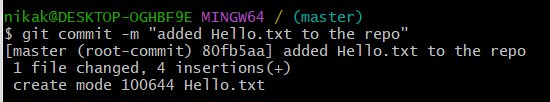 nikak@DESKTOP-OGHBF9E MINGW64 / (master)
$ git commit -m "added Hello.txt to the repo"
[master (root-commit) 80fb5aa] added Hello.txt to the repo
 1 file changed, 4 insertions(+)
 create mode 100644 Hello.txt